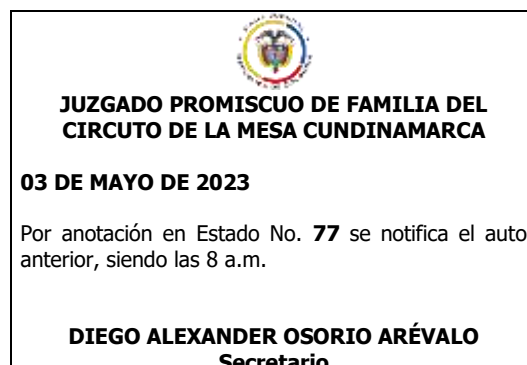 JUZGADO PROMISCUO DE FAMILIA DEL
CIRCUTO DE LA MESA CUNDINAMARCA
03 DE MAYO DE 2023
Por anotación en Estado No. 77 se notifica el auto
anterior, siendo las 8 a.m.
DIEGO ALEXANDER OSORIO ARÉVALO
Secretario